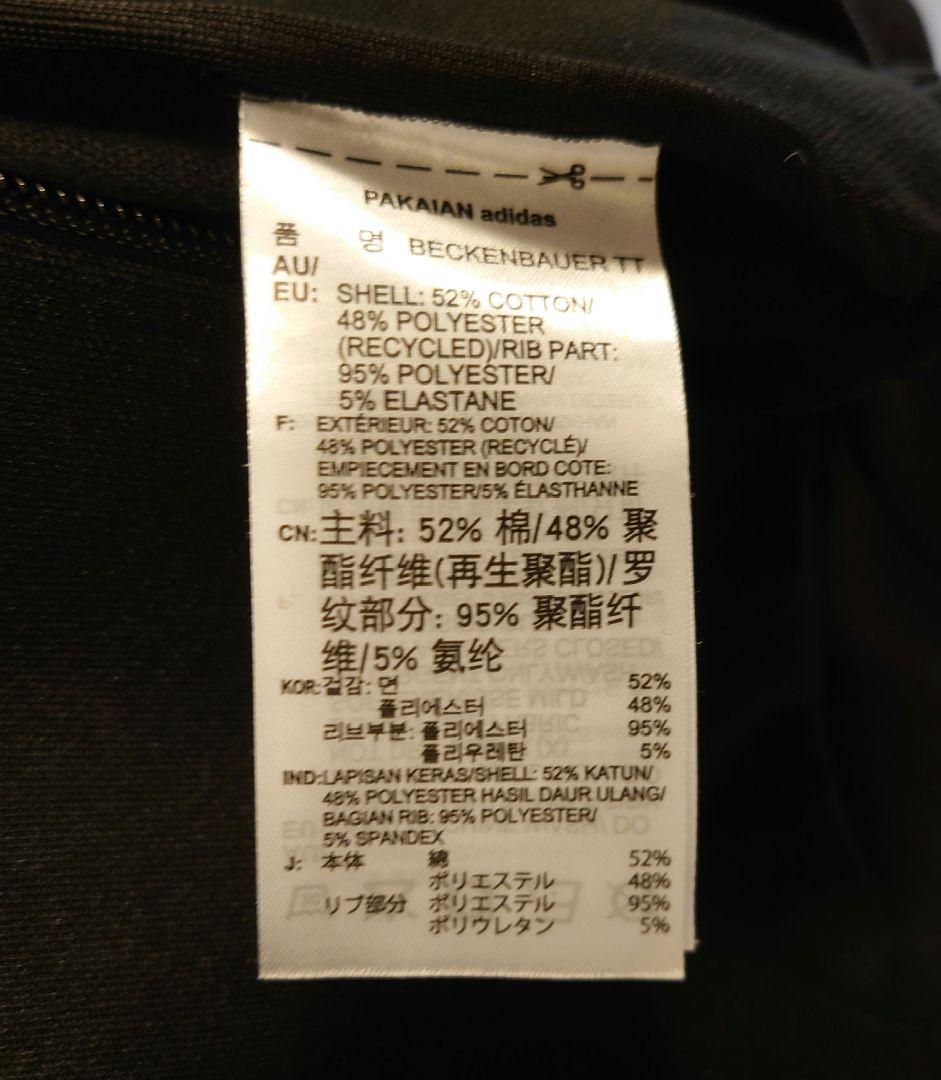 PAKAIAN adidas
품 명 BECKENBAUER TT
AU/
EU: SHELL: 52% COTTON/
48% POLYESTER
(RECYCLED)/RIB PART:
95% POLYESTER/
5% ELASTANE
F: EXTÉRIEUR: 52% COTON/
48% POLYESTER (RECYCLÉ)/
EMPIECEMENT EN BORD COTE:
95% POLYESTER/5% ÉLASTHANNE
CN: 主料: 52% 棉/48% 聚
酯纤维(再生聚酯)/罗
纹部分: 95% 聚酯纤
维/5% 氨纶
KOR: 겉감: 면 52%
폴리에스터 48%
리브부분: 폴리에스터 95%
폴리우레탄 5%
IND: LAPISAN KERAS/SHELL: 52% KATUN/
48% POLYESTER HASIL DAUR ULANG/
BAGIAN RIB: 95% POLYESTER/
5% SPANDEX
J: 本体 綿 52%
ポリエステル 48%
リブ部分 ポリエステル 95%
ポリウレタン 5%